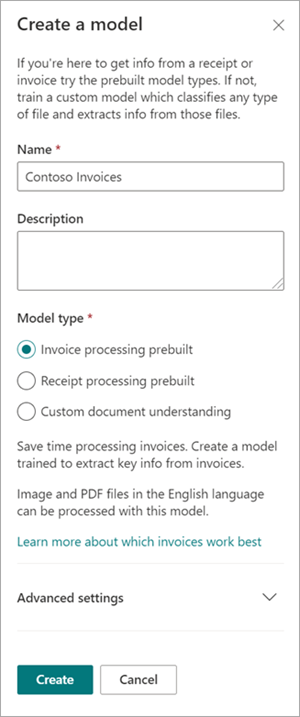 Create a model
If you're here to get info from a receipt or
invoice try the prebuilt model types. If not,
train a custom model which classifies any type
of file and extracts info from those files.
Name *
Contoso Invoices
Description
Model type *
Invoice processing prebuilt
Receipt processing prebuilt
Custom document understanding
Save time processing invoices. Create a model
trained to extract key info from invoices.
Image and PDF files in the English language
can be processed with this model.
Learn more about which invoices work best
Advanced settings
Create Cancel